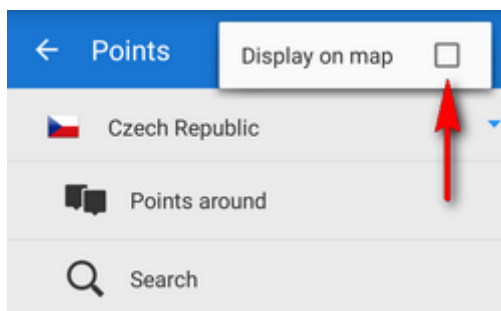 Points
Display on map
Czech Republic
Points around
Search